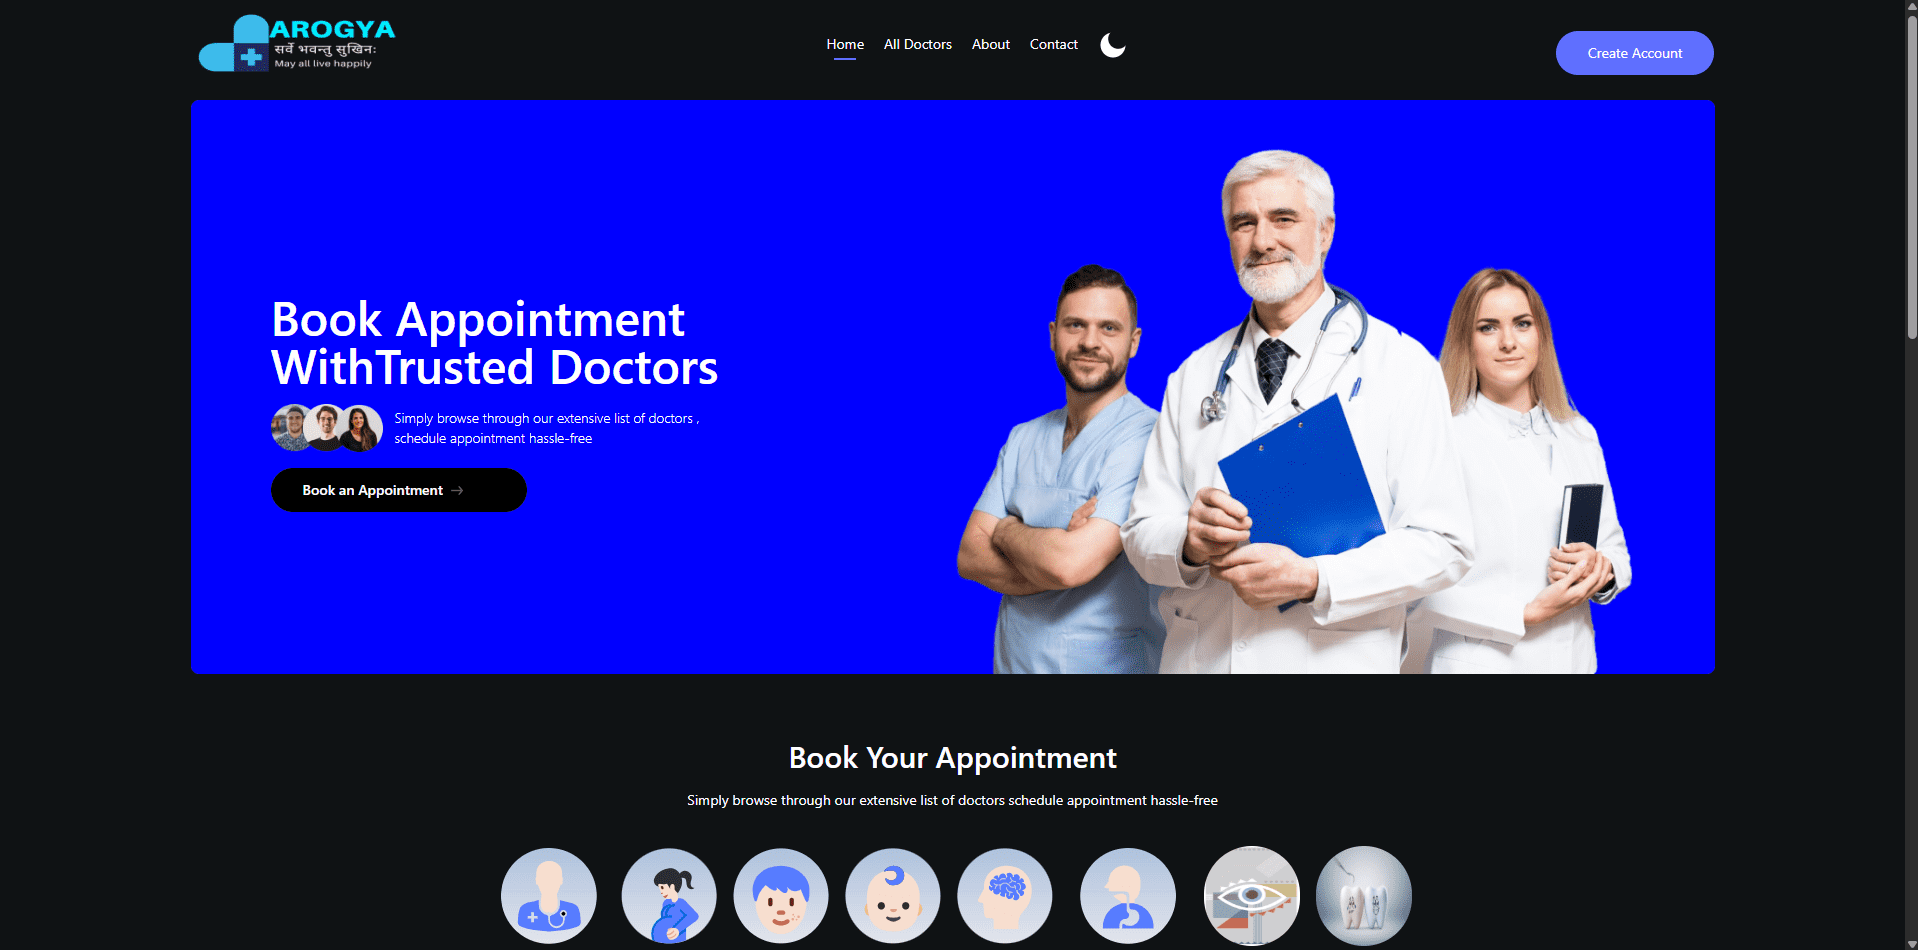 AROGYA
सर्वे भवन्तु सुखिनः
May all live happily
Home
All Doctors
About
Contact
Create Account
Book Appointment
WithTrusted Doctors
Simply browse through our extensive list of doctors ,
schedule appointment hassle-free
Book an Appointment →
Book Your Appointment
Simply browse through our extensive list of doctors schedule appointment hassle-free